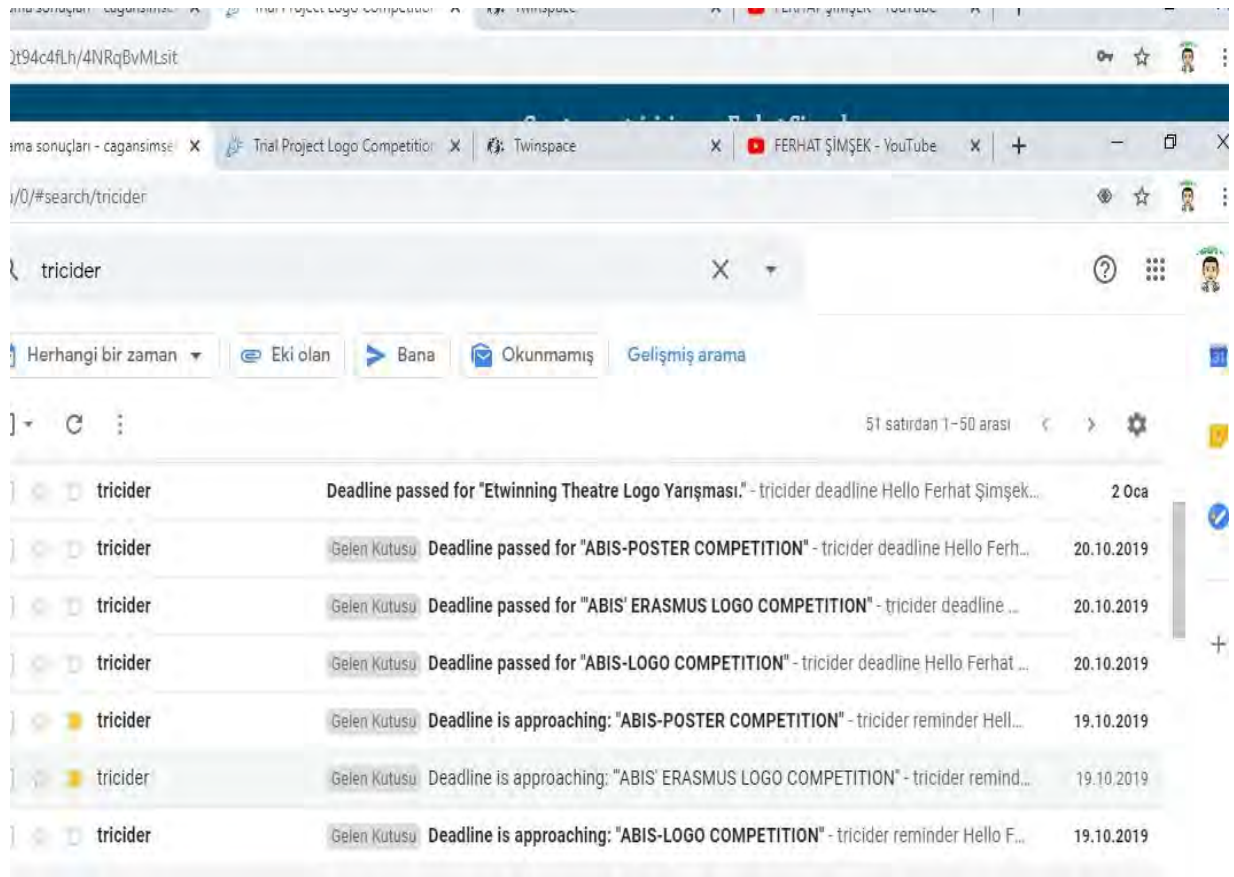 Trial Project Logo Competition X Twinspace X FERHAT ŞİMŞEK - YouTube X +
Qt94c4fLh/4NRqBvMLsit
ama sonuçları - cagansimse X Trial Project Logo Competition X Twinspace X FERHAT ŞİMŞEK - YouTube X +
/0/#search/tricider
tricider
Herhangi bir zaman Eki olan Bana Okunmamış Gelişmiş arama
51 satırdan 1-50 arası
tricider Deadline passed for "Etwinning Theatre Logo Yarışması." - tricider deadline Hello Ferhat Şimşek... 2 Oca
tricider Gelen Kutusu Deadline passed for "ABIS-POSTER COMPETITION" - tricider deadline Hello Ferh... 20.10.2019
tricider Gelen Kutusu Deadline passed for "'ABIS' ERASMUS LOGO COMPETITION" - tricider deadline ... 20.10.2019
tricider Gelen Kutusu Deadline passed for "ABIS-LOGO COMPETITION" - tricider deadline Hello Ferhat ... 20.10.2019
tricider Gelen Kutusu Deadline is approaching: "ABIS-POSTER COMPETITION" - tricider reminder Hell... 19.10.2019
tricider Gelen Kutusu Deadline is approaching: "ABIS' ERASMUS LOGO COMPETITION" - tricider remind... 19.10.2019
tricider Gelen Kutusu Deadline is approaching: "ABIS-LOGO COMPETITION" - tricider reminder Hello F... 19.10.2019